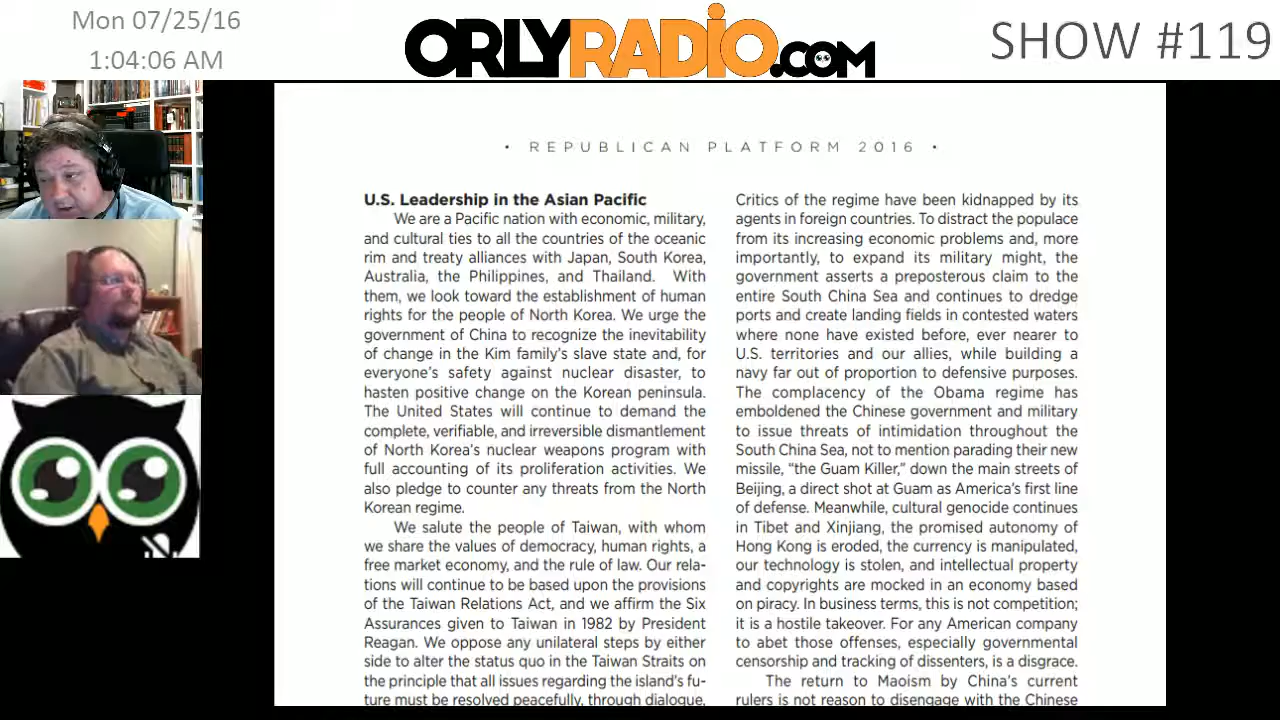 Mon 07/25/16
1:04:06 AM
ORLYRADIO.COM
SHOW #119
• REPUBLICAN PLATFORM 2016 •
U.S. Leadership in the Asian Pacific
We are a Pacific nation with economic, military,
and cultural ties to all the countries of the oceanic
rim and treaty alliances with Japan, South Korea,
Australia, the Philippines, and Thailand. With
them, we look toward the establishment of human
rights for the people of North Korea. We urge the
government of China to recognize the inevitability
of change in the Kim family's slave state and, for
everyone's safety against nuclear disaster, to
hasten positive change on the Korean peninsula.
The United States will continue to demand the
complete, verifiable, and irreversible dismantlement
of North Korea's nuclear weapons program with
full accounting of its proliferation activities. We
also pledge to counter any threats from the North
Korean regime.
We salute the people of Taiwan, with whom
we share the values of democracy, human rights, a
free market economy, and the rule of law. Our rela-
tions will continue to be based upon the provisions
of the Taiwan Relations Act, and we affirm the Six
Assurances given to Taiwan in 1982 by President
Reagan. We oppose any unilateral steps by either
side to alter the status quo in the Taiwan Straits on
the principle that all issues regarding the island's fu-
ture must be resolved peacefully, through dialogue,
Critics of the regime have been kidnapped by its
agents in foreign countries. To distract the populace
from its increasing economic problems and, more
importantly, to expand its military might, the
government asserts a preposterous claim to the
entire South China Sea and continues to dredge
ports and create landing fields in contested waters
where none have existed before, ever nearer to
U.S. territories and our allies, while building a
navy far out of proportion to defensive purposes.
The complacency of the Obama regime has
emboldened the Chinese government and military
to issue threats of intimidation throughout the
South China Sea, not to mention parading their new
missile, “the Guam Killer,” down the main streets of
Beijing, a direct shot at Guam as America's first line
of defense. Meanwhile, cultural genocide continues
in Tibet and Xinjiang, the promised autonomy of
Hong Kong is eroded, the currency is manipulated,
our technology is stolen, and intellectual property
and copyrights are mocked in an economy based
on piracy. In business terms, this is not competition;
it is a hostile takeover. For any American company
to abet those offenses, especially governmental
censorship and tracking of dissenters, is a disgrace.
The return to Maoism by China's current
rulers is not reason to disengage with the Chinese